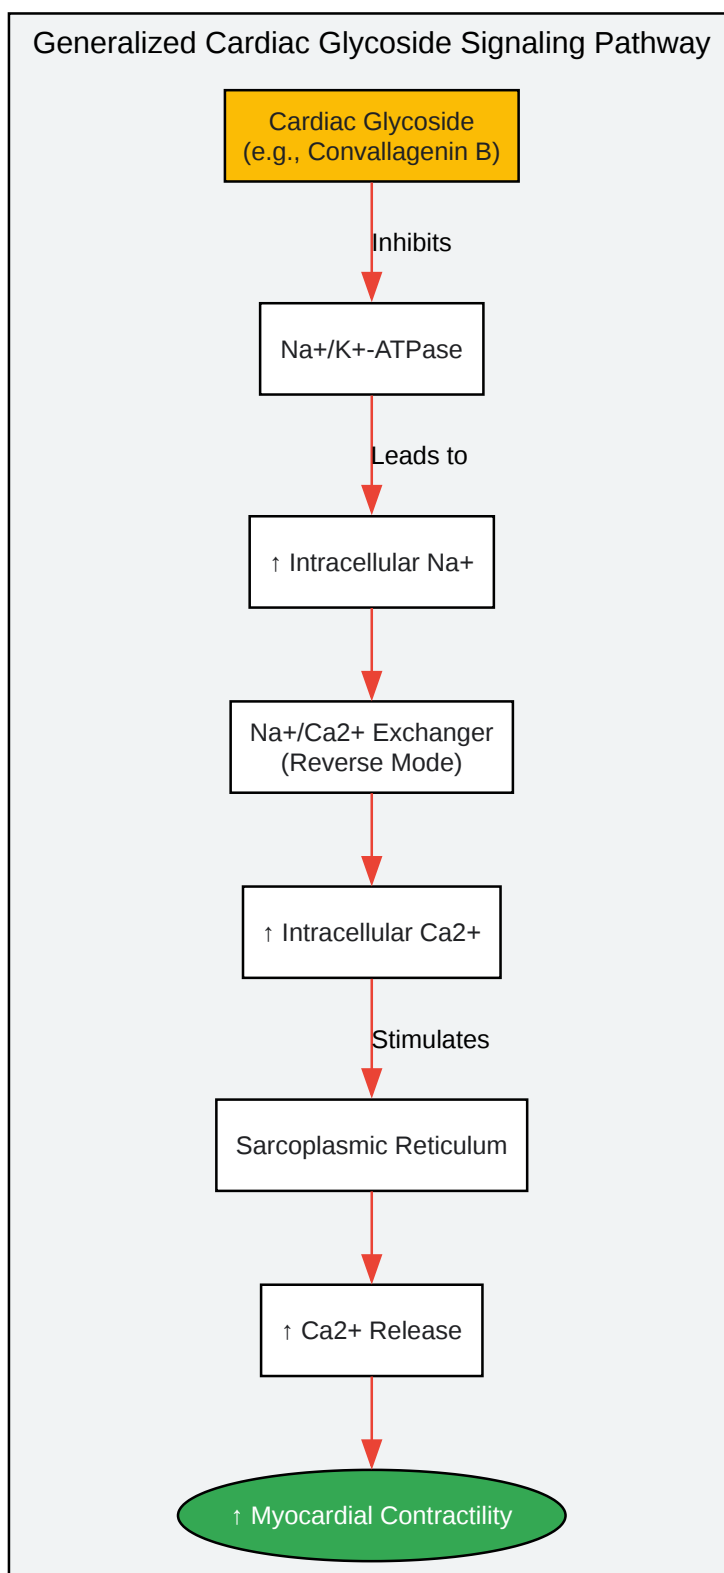 Generalized Cardiac Glycoside Signaling Pathway
Cardiac Glycoside
(e.g., Convallagenin B)
Inhibits
Na+/K+-ATPase
Leads to
↑ Intracellular Na+
Na+/Ca2+ Exchanger
(Reverse Mode)
↑ Intracellular Ca2+
Stimulates
Sarcoplasmic Reticulum
↑ Ca2+ Release
↑ Myocardial Contractility